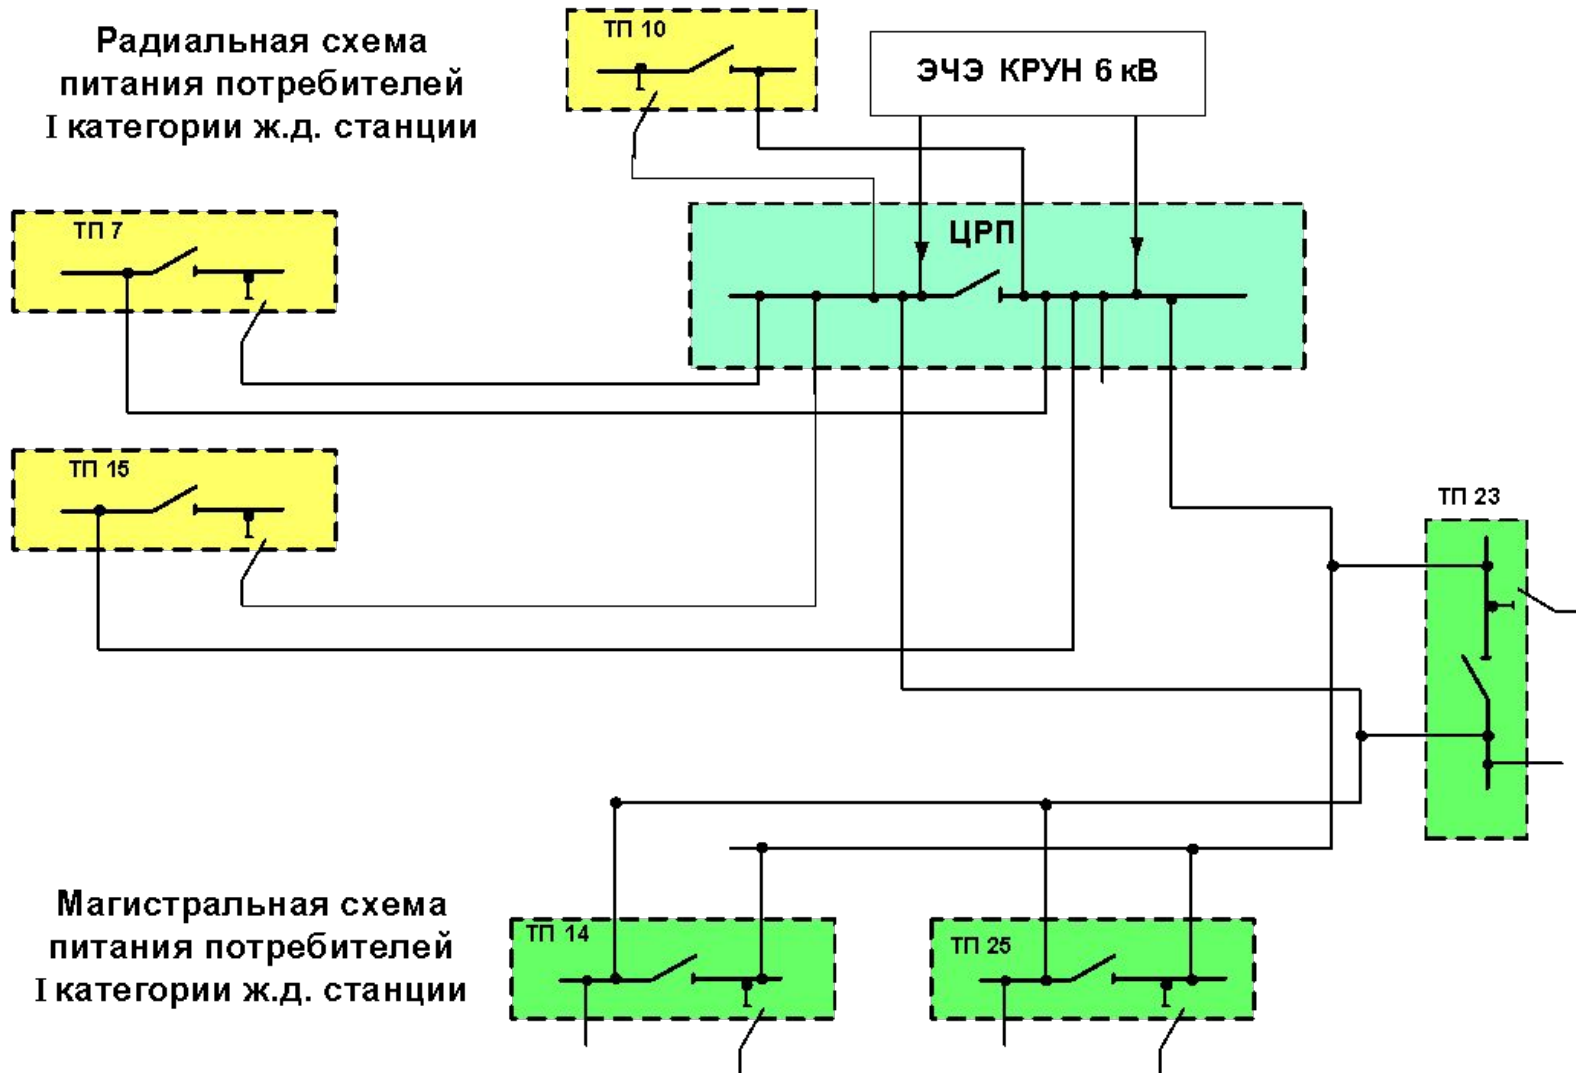 Радиальная схема
питания потребителей
I категории ж.д. станции
ТП 10
ЭЧЭ КРУН 6 кВ
ТП 7
ЦРП
ТП 15
ТП 23
Магистральная схема
питания потребителей
I категории ж.д. станции
ТП 14
ТП 25